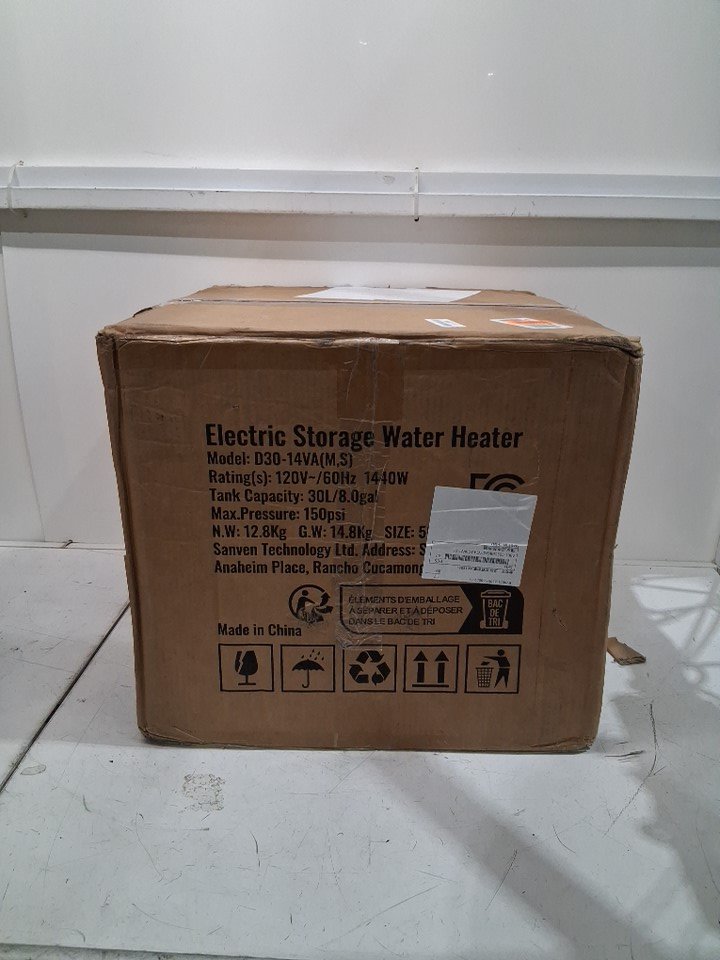 Electric Storage Water Heater
Model: D30-14VA(M,S)
Rating(s): 120V~/60Hz 1440W
Tank Capacity: 30L/8.0gal
Max.Pressure: 150psi
N.W: 12.8Kg G.W: 14.8Kg SIZE: 5
Sanven Technology Ltd. Address: S
Anaheim Place, Rancho Cucamon
ÉLÉMENTS D'EMBALLAGE
À SÉPARER ET À DÉPOSER
DANS LE BAC DE TRI
BAC
DE
TRI
Made in China